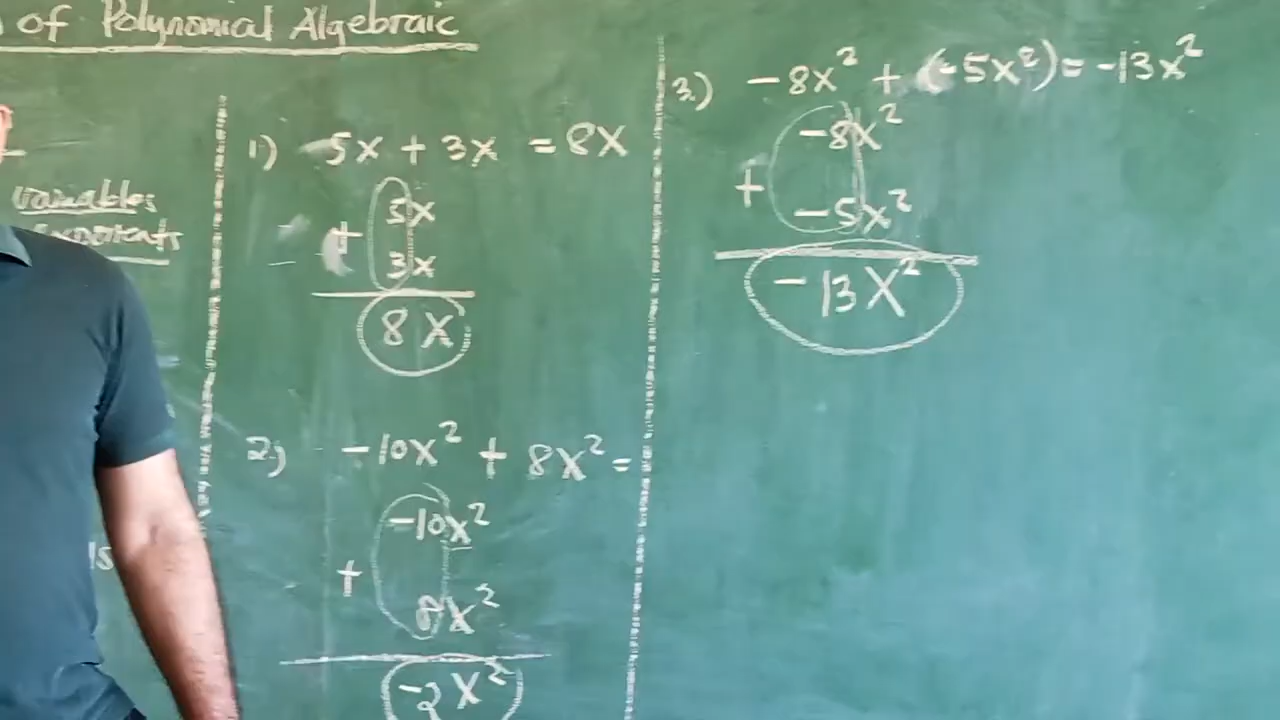 of Polynomial Algebraic
variables
1) 5x + 3x = 8x
5x
+
3x
8x
2.) -10x² + 8x² =
-10x²
+
8x²
-2x²
3.) -8x² + (-5x²) = -13x²
-8x²
+
-5x²
-13x²